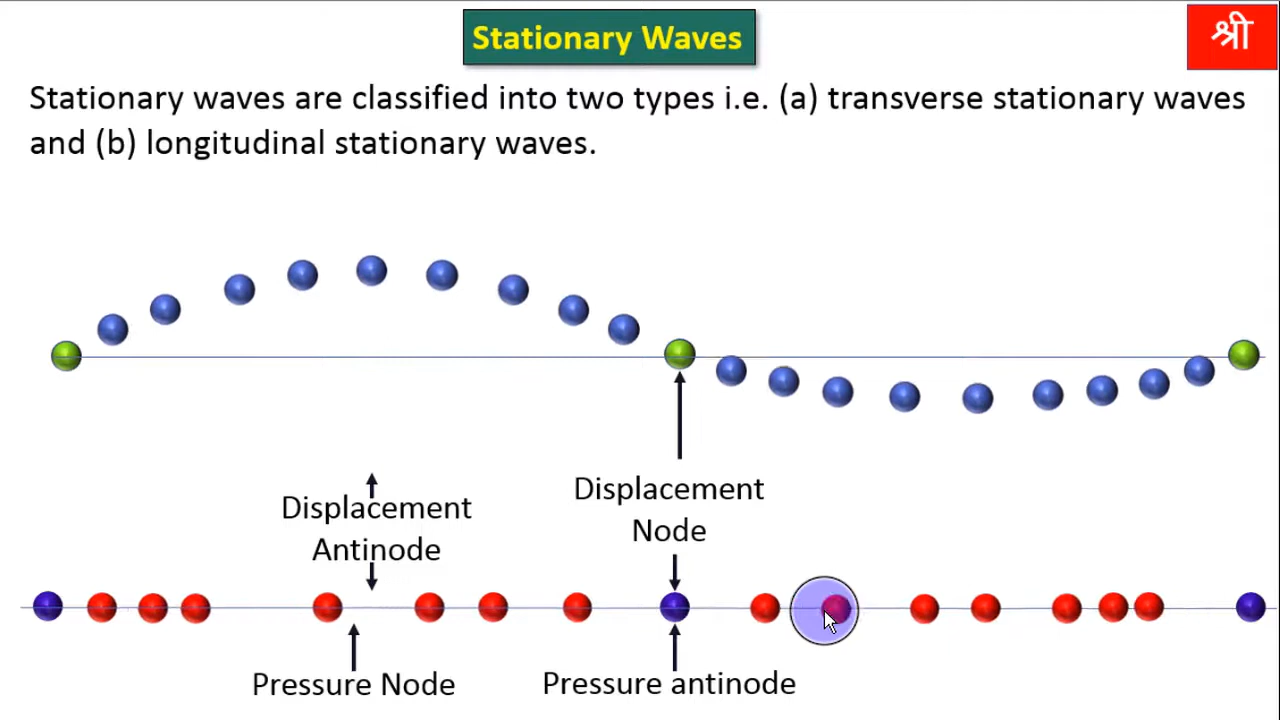 Stationary Waves
श्री
Stationary waves are classified into two types i.e. (a) transverse stationary waves
and (b) longitudinal stationary waves.
Displacement
Antinode
Displacement
Node
Pressure Node
Pressure antinode